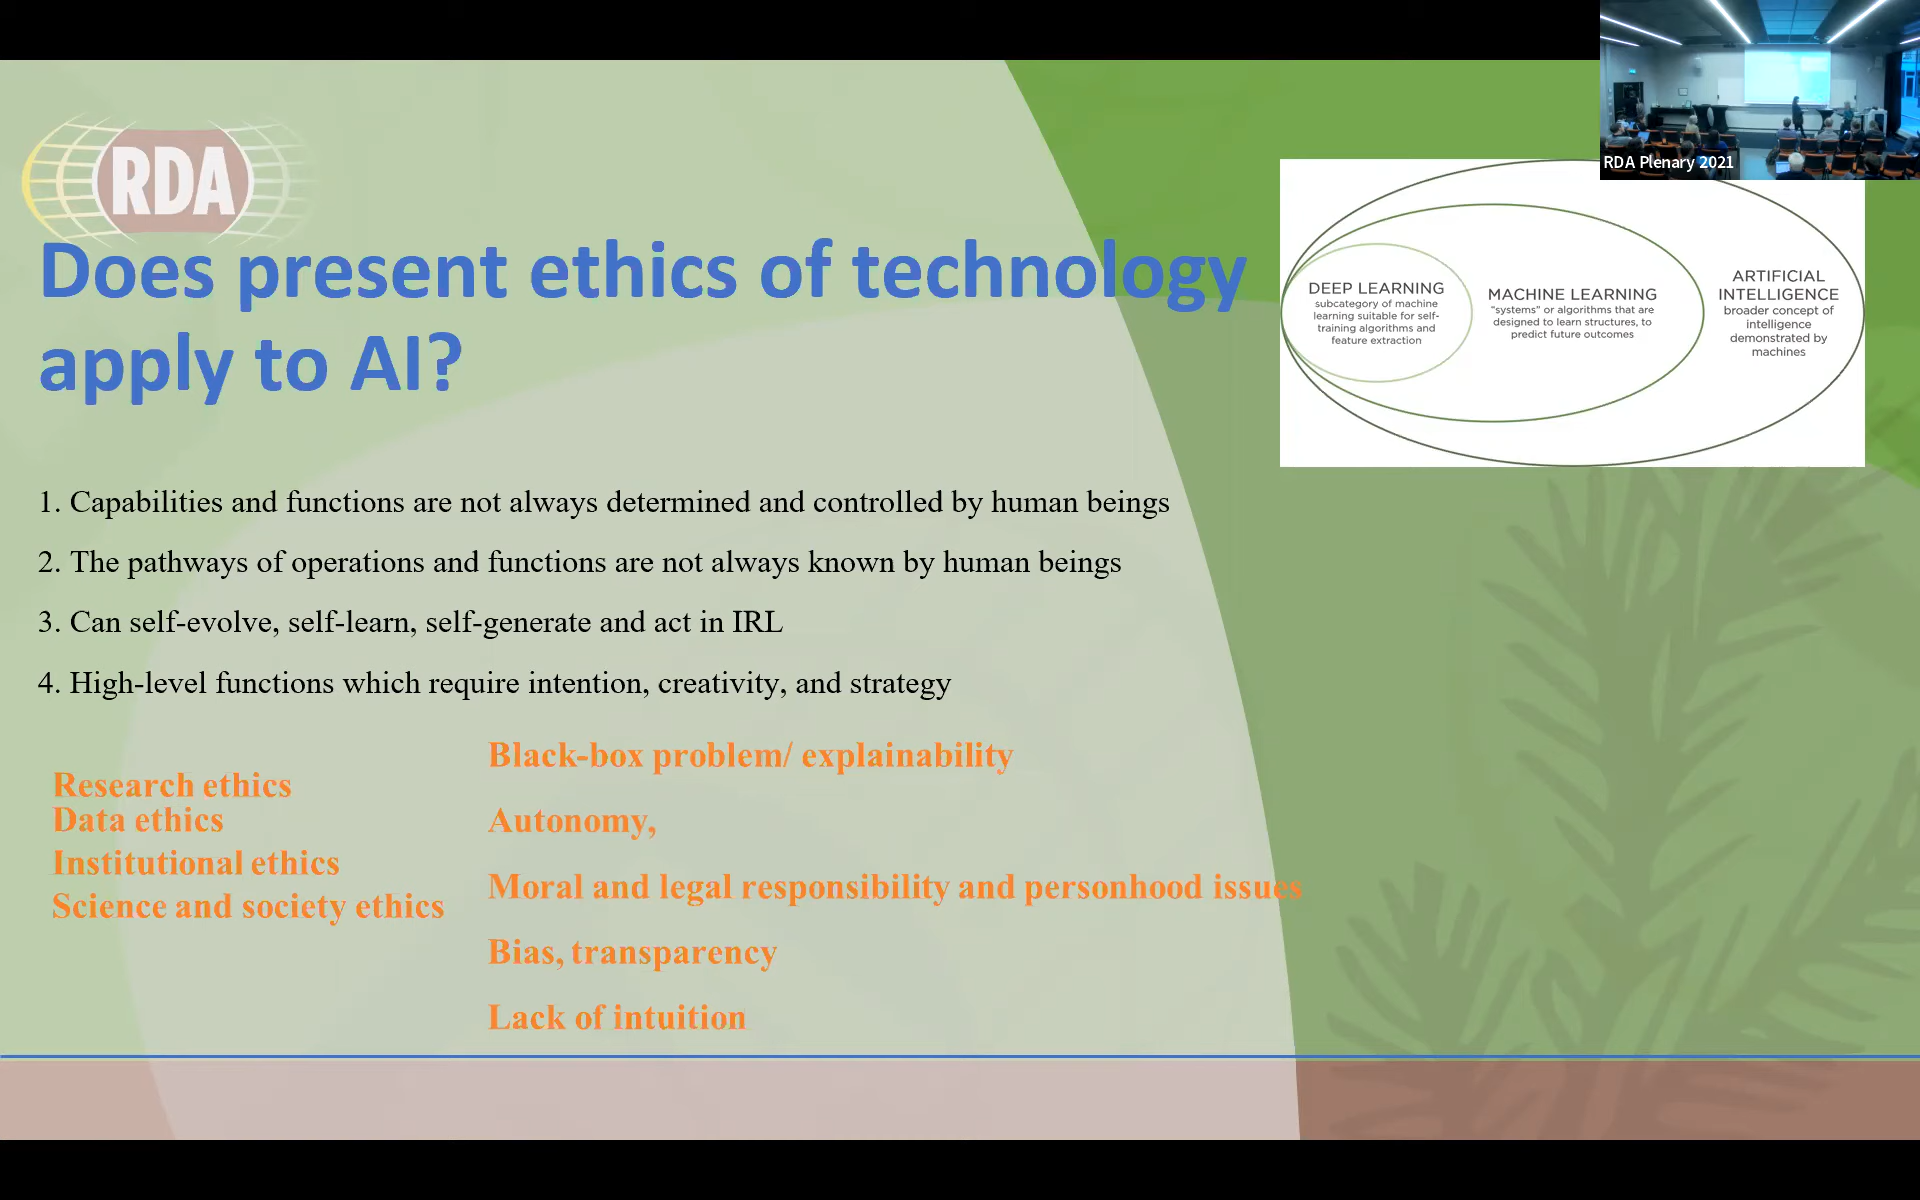 RDA
Does present ethics of technology
apply to AI?
RDA Plenary 2021
DEEP LEARNING
subcategory of machine
learning suitable for self-
training algorithms and
feature extraction
MACHINE LEARNING
"systems" or algorithms that are
designed to learn structures, to
predict future outcomes
ARTIFICIAL
INTELLIGENCE
broader concept of
intelligence
demonstrated by
machines
1. Capabilities and functions are not always determined and controlled by human beings
2. The pathways of operations and functions are not always known by human beings
3. Can self-evolve, self-learn, self-generate and act in IRL
4. High-level functions which require intention, creativity, and strategy
Research ethics
Data ethics
Institutional ethics
Science and society ethics
Black-box problem/ explainability
Autonomy,
Moral and legal responsibility and personhood issues
Bias, transparency
Lack of intuition